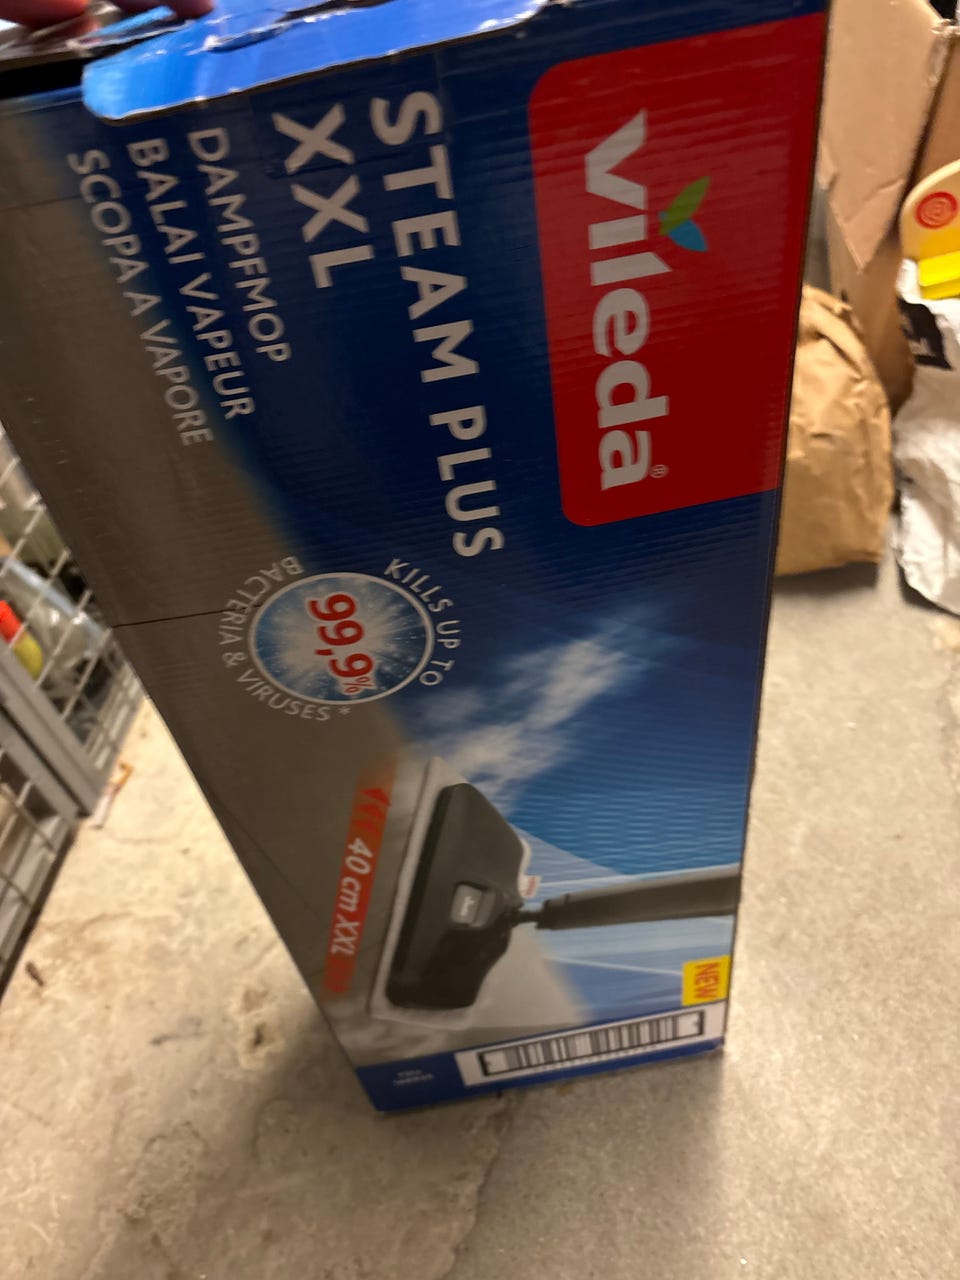 Vileda®
STEAM PLUS
XXL
DAMPFMOP
BALAI VAPEUR
SCOPA A VAPORE
KILLS UP TO
99,9%
BACTERIA & VIRUSES *
40 cm XXL
NEW